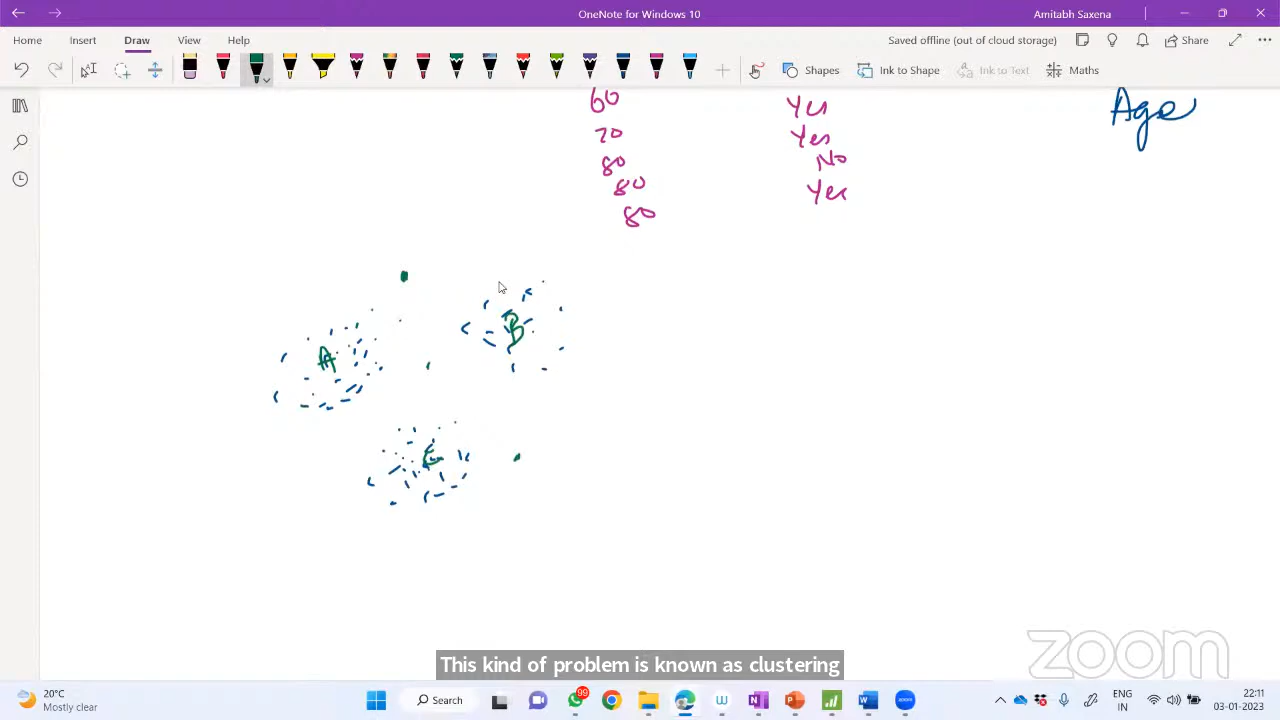 OneNote for Windows 10
Amitabh Saxena
Home Insert Draw View Help
Saved offline (out of cloud storage)
Share
Shapes
Ink to Shape
Ink to Text
Maths
60 Yes
70 Yes
80 No
80 Yes
80
Age
A
B
C
This kind of problem is known as clustering
zoom
20°C
Mostly clear
Search
99
ENG
IN
22:11
03-01-2023